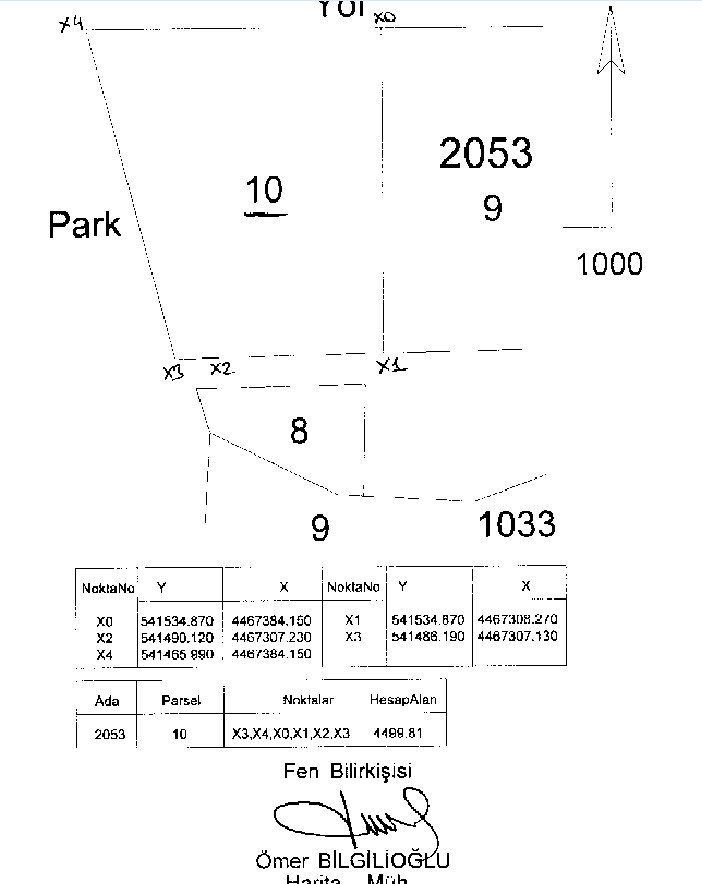 Yol
X4
X0
2053
10
9
Park
1000
X3
X2
X1
8
9
1033
NoktaNo Y X NoktaNo Y X
X0 541534.870 4467384.150 X1 541534.870 4467308.270
X2 541490.120 4467307.230 X3 541488.190 4467307.130
X4 541465.990 4467384.150
Ada Parsel Noktalar HesapAlan
2053 10 X3,X4,X0,X1,X2,X3 4499.81
Fen Bilirkişisi
Ömer BİLGİLİOĞLU
Harita Müh